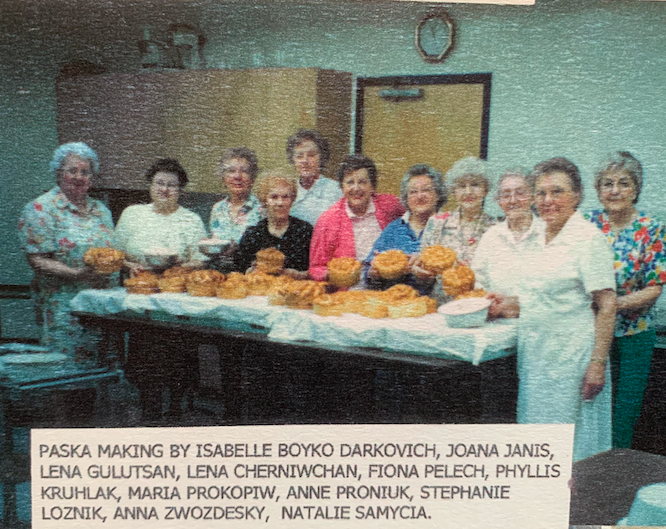 PASKA MAKING BY ISABELLE BOYKO DARKOVICH, JOANA JANIS,
LENA GULUTSAN, LENA CHERNIWCHAN, FIONA PELECH, PHYLLIS
KRUHLAK, MARIA PROKOPIW, ANNE PRONIUK, STEPHANIE
LOZNIK, ANNA ZWOZDESKY, NATALIE SAMYCIA.